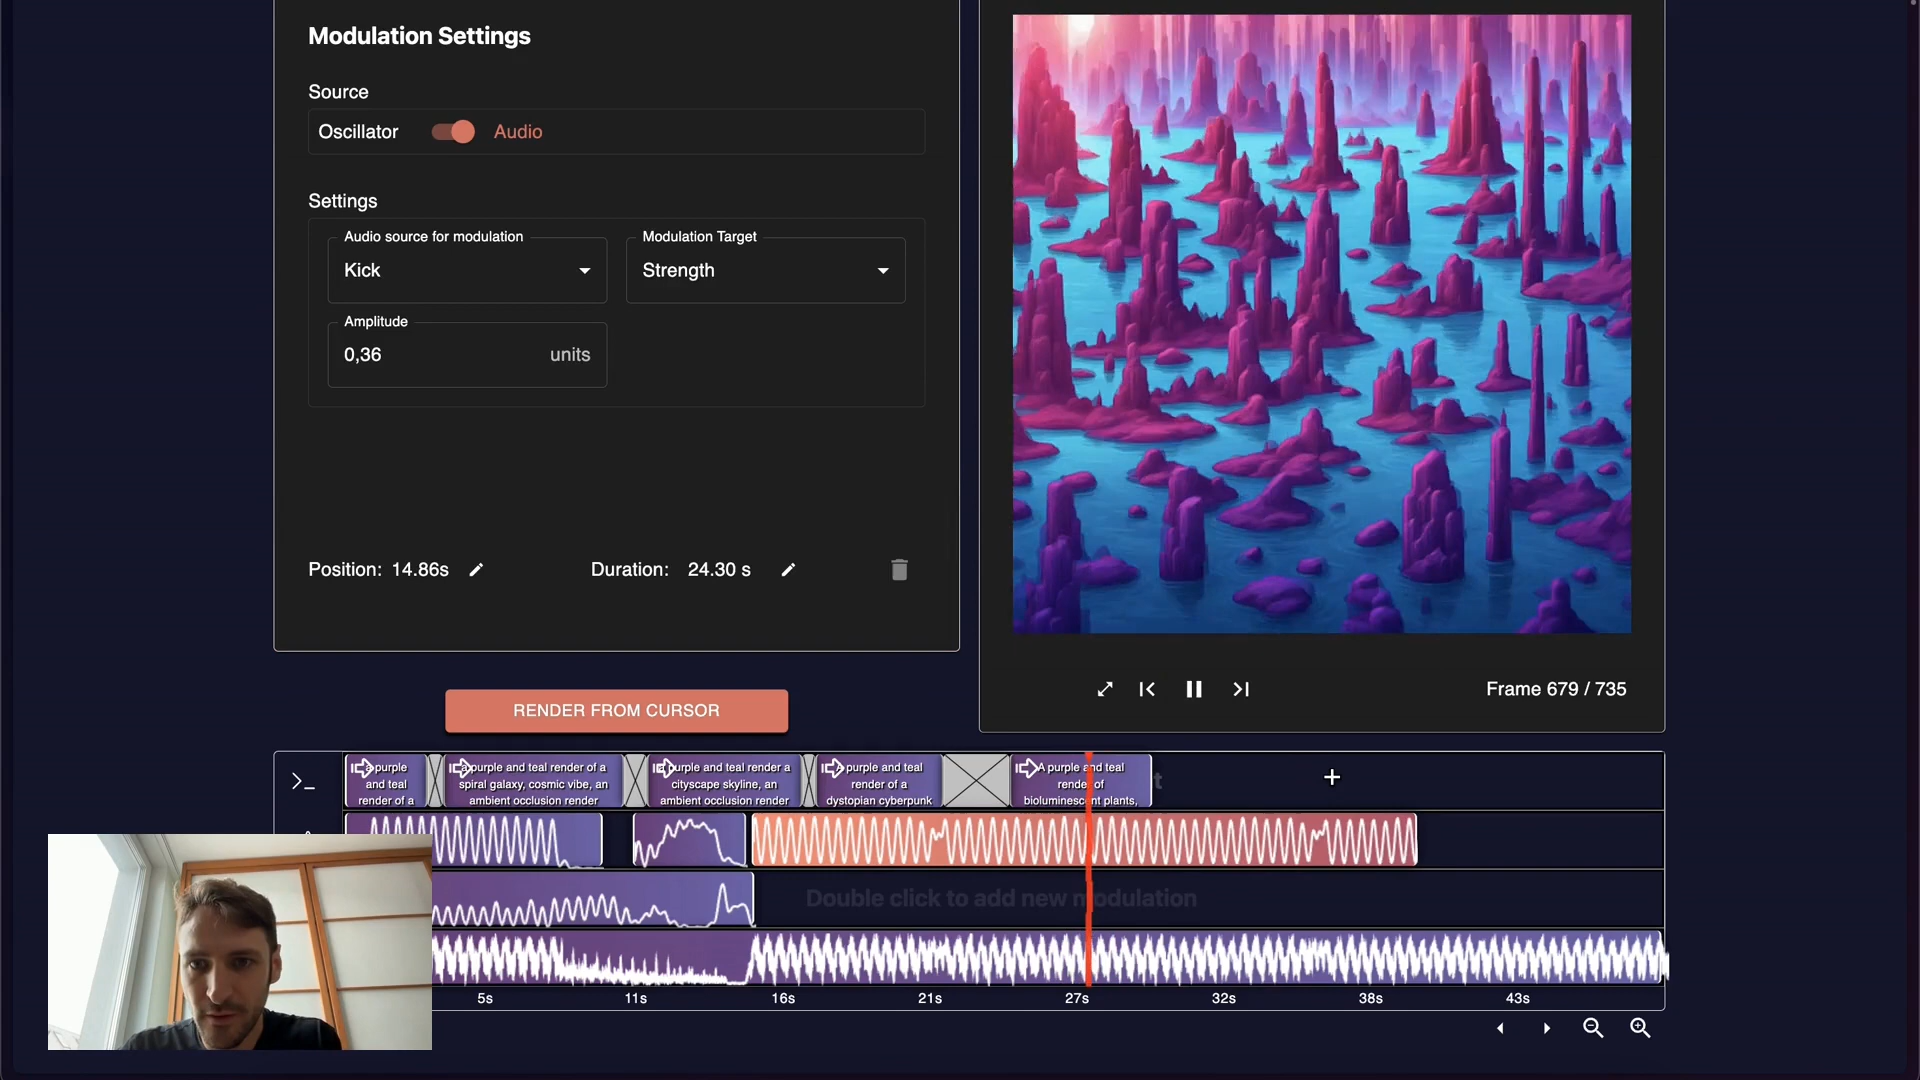 Modulation Settings
Source
Oscillator Audio
Settings
Audio source for modulation
Kick
Modulation Target
Strength
Amplitude
0,36 units
Position: 14.86s
Duration: 24.30 s
RENDER FROM CURSOR
Frame 679 / 735
a purple
and teal
render of a
a purple and teal render of a
spiral galaxy, cosmic vibe, an
ambient occlusion render
a purple and teal render a
cityscape skyline, an
ambient occlusion render
A purple and teal
render of a
dystopian cyberpunk
A purple and teal
render of
bioluminescent plants,
Double click to add new modulation
5s 11s 16s 21s 27s 32s 38s 43s